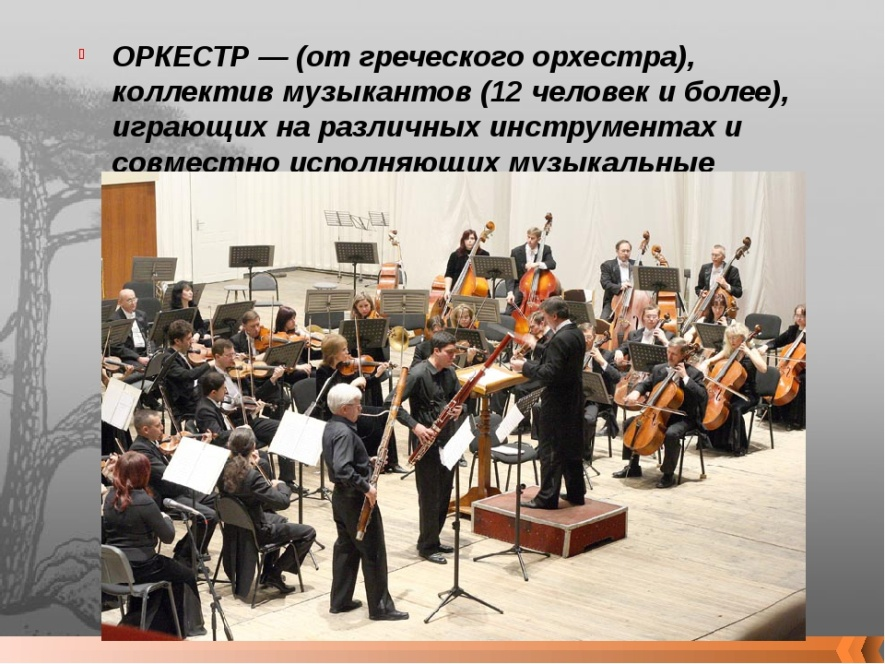 ОРКЕСТР — (от греческого орхестра),
коллектив музыкантов (12 человек и более),
играющих на различных инструментах и
совместно исполняющих музыкальные